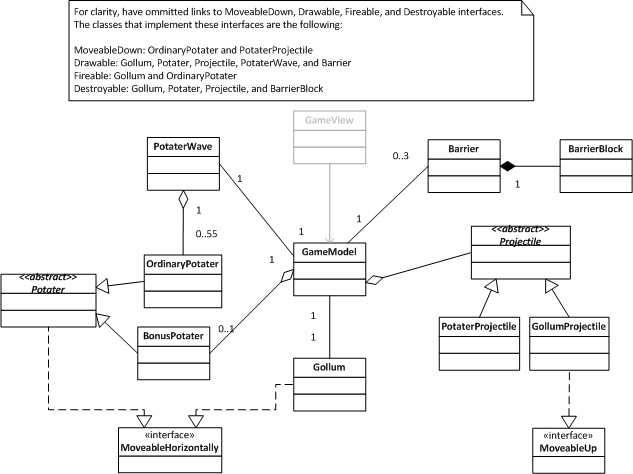 For clarity, have ommitted links to MoveableDown, Drawable, Fireable, and Destroyable interfaces.
The classes that implement these interfaces are the following:
MoveableDown: OrdinaryPotater and PotaterProjectile
Drawable: Gollum, Potater, Projectile, PotaterWave, and Barrier
Fireable: Gollum and OrdinaryPotater
Destroyable: Gollum, Potater, Projectile, and BarrierBlock
GameView
PotaterWave
0..3
Barrier
BarrierBlock
1
1
1
0..55
1
1
1
<<abstract>>
Projectile
GameModel
OrdinaryPotater
<<abstract>>
Potater
1
0..1
1
BonusPotater
PotaterProjectile
GollumProjectile
Gollum
«interface»
MoveableHorizontally
«interface»
MoveableUp